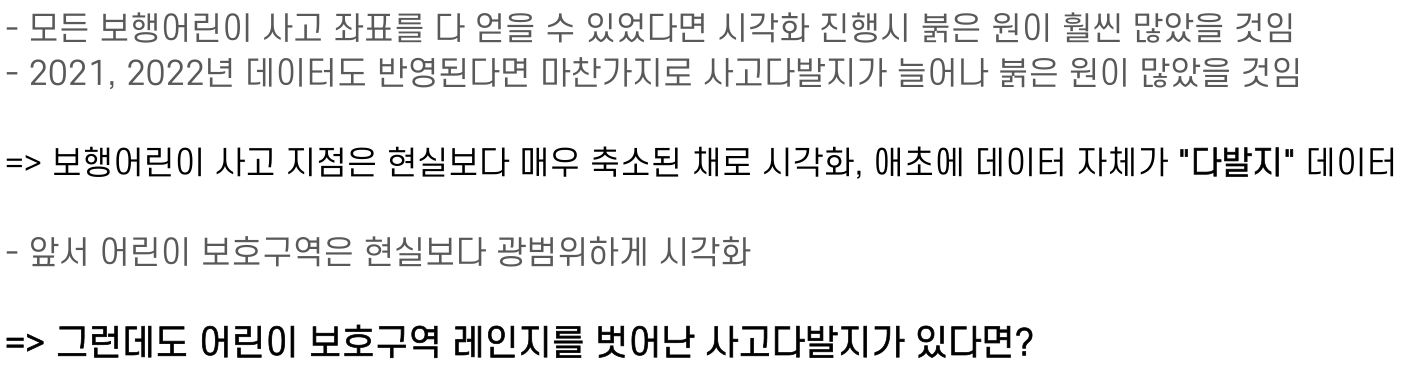 - 모든 보행어린이 사고 좌표를 다 얻을 수 있었다면 시각화 진행시 붉은 원이 훨씬 많았을 것임
- 2021, 2022년 데이터도 반영된다면 마찬가지로 사고다발지가 늘어나 붉은 원이 많았을 것임
=> 보행어린이 사고 지점은 현실보다 매우 축소된 채로 시각화, 애초에 데이터 자체가 "다발지" 데이터
- 앞서 어린이 보호구역은 현실보다 광범위하게 시각화
=> 그런데도 어린이 보호구역 레인지를 벗어난 사고다발지가 있다면?